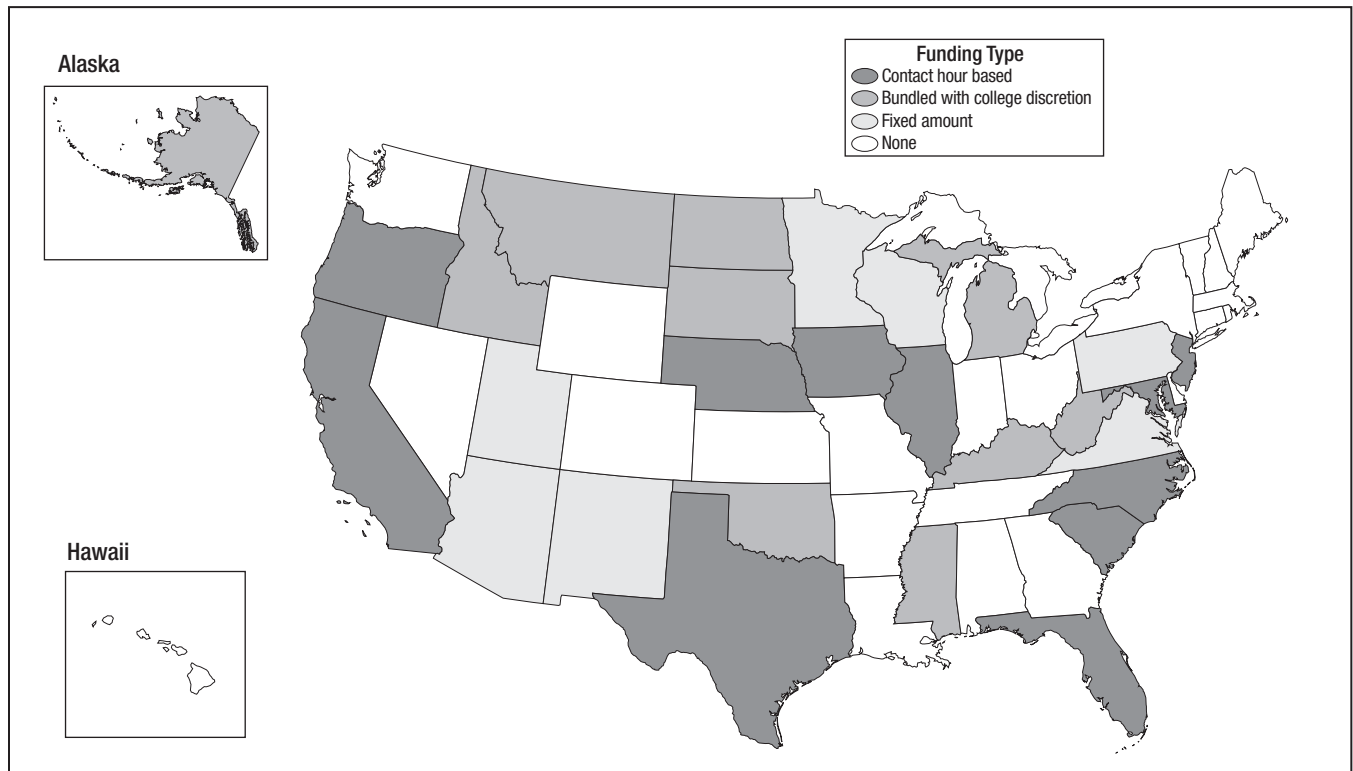 Alaska
Funding Type
Contact hour based
Bundled with college discretion
Fixed amount
None
Hawaii